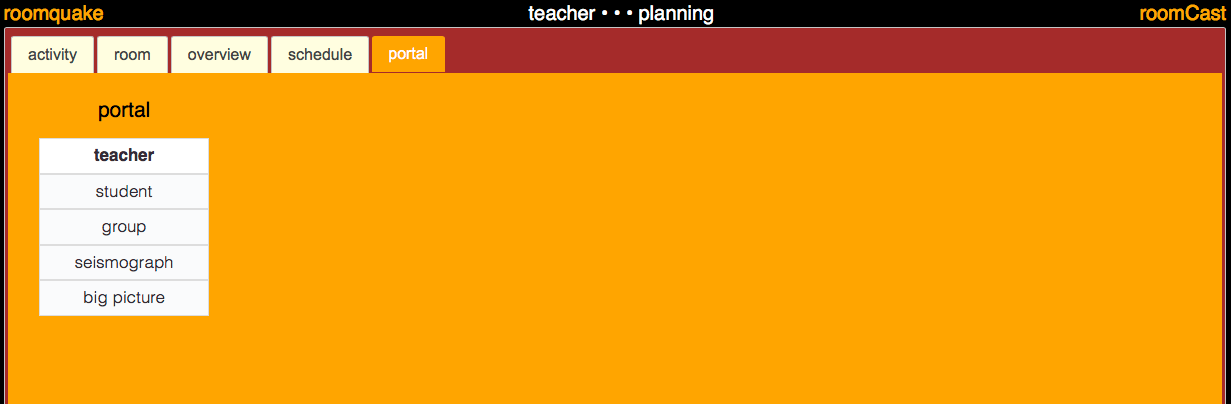 roomquake teacher • • • planning roomCast
activity room overview schedule portal
portal
teacher
student
group
seismograph
big picture